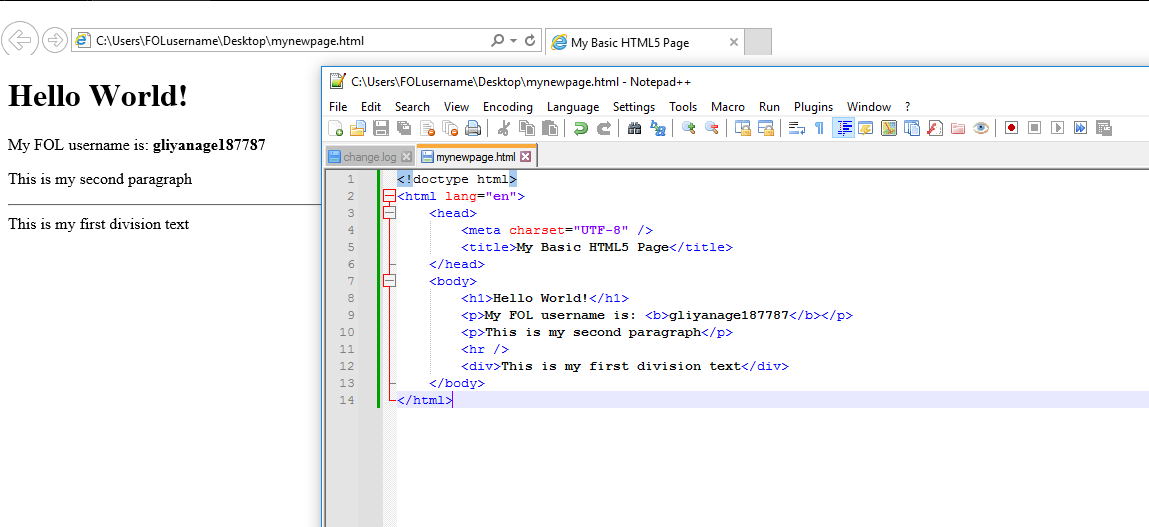 C:\Users\FOLusername\Desktop\mynewpage.html
My Basic HTML5 Page
Hello World!
My FOL username is: gliyanage187787
This is my second paragraph
This is my first division text
C:\Users\FOLusername\Desktop\mynewpage.html - Notepad++
File Edit Search View Encoding Language Settings Tools Macro Run Plugins Window ?
change.log mynewpage.html
1 <!doctype html>
2 <html lang="en">
3 <head>
4 <meta charset="UTF-8" />
5 <title>My Basic HTML5 Page</title>
6 </head>
7 <body>
8 <h1>Hello World!</h1>
9 <p>My FOL username is: <b>gliyanage187787</b></p>
10 <p>This is my second paragraph</p>
11 <hr />
12 <div>This is my first division text</div>
13 </body>
14 </html>